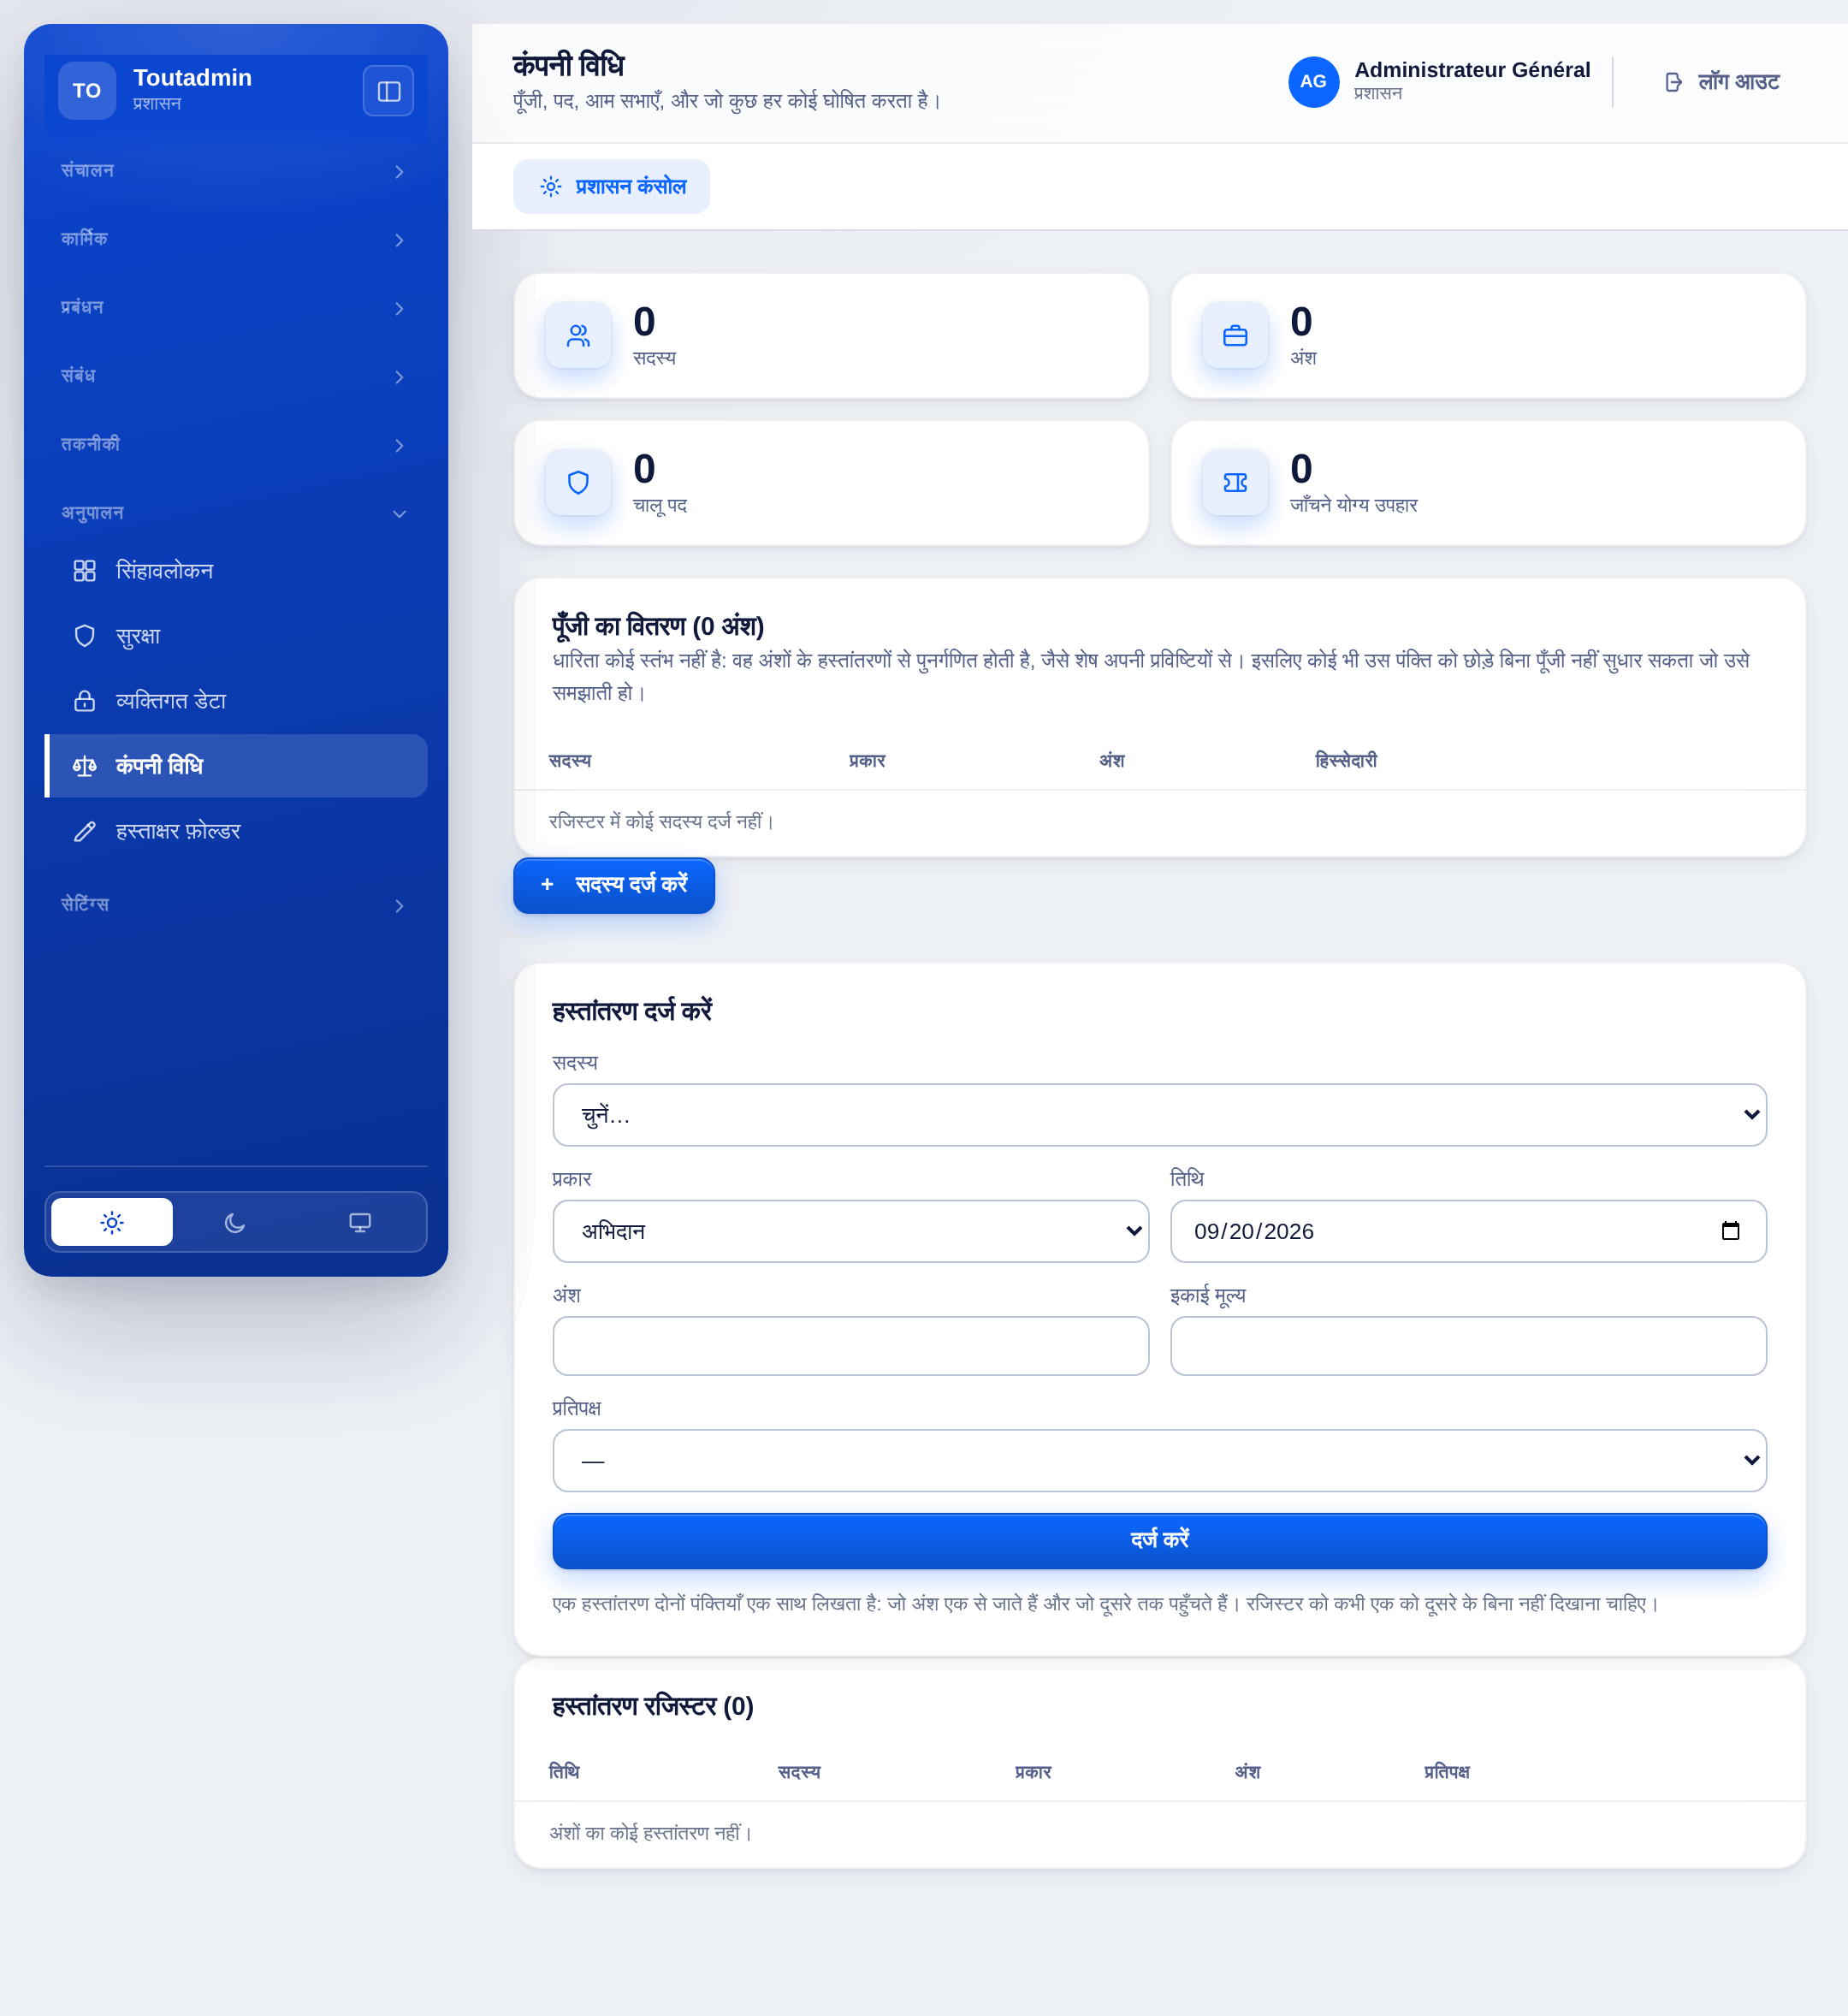 TO
Toutadmin
प्रशासन
संचालन
कार्मिक
प्रबंधन
संबंध
तकनीकी
अनुपालन
सिंहावलोकन
सुरक्षा
व्यक्तिगत डेटा
कंपनी विधि
हस्ताक्षर फ़ोल्डर
सेटिंग्स
कंपनी विधि
पूँजी, पद, आम सभाएँ, और जो कुछ हर कोई घोषित करता है।
AG
Administrateur Général
प्रशासन
लॉग आउट
प्रशासन कंसोल
0
सदस्य
0
अंश
0
चालू पद
0
जाँचने योग्य उपहार
पूँजी का वितरण (0 अंश)
धारिता कोई स्तंभ नहीं है: वह अंशों के हस्तांतरणों से पुनर्गणित होती है, जैसे शेष अपनी प्रविष्टियों से। इसलिए कोई भी उस पंक्ति को छोड़े बिना पूँजी नहीं सुधार सकता जो उसे
समझाती हो।
सदस्य प्रकार अंश हिस्सेदारी
रजिस्टर में कोई सदस्य दर्ज नहीं।
+ सदस्य दर्ज करें
हस्तांतरण दर्ज करें
सदस्य
चुनें…
प्रकार तिथि
अभिदान 09/20/2026
अंश इकाई मूल्य
प्रतिपक्ष
—
दर्ज करें
एक हस्तांतरण दोनों पंक्तियाँ एक साथ लिखता है: जो अंश एक से जाते हैं और जो दूसरे तक पहुँचते हैं। रजिस्टर को कभी एक को दूसरे के बिना नहीं दिखाना चाहिए।
हस्तांतरण रजिस्टर (0)
तिथि सदस्य प्रकार अंश प्रतिपक्ष
अंशों का कोई हस्तांतरण नहीं।